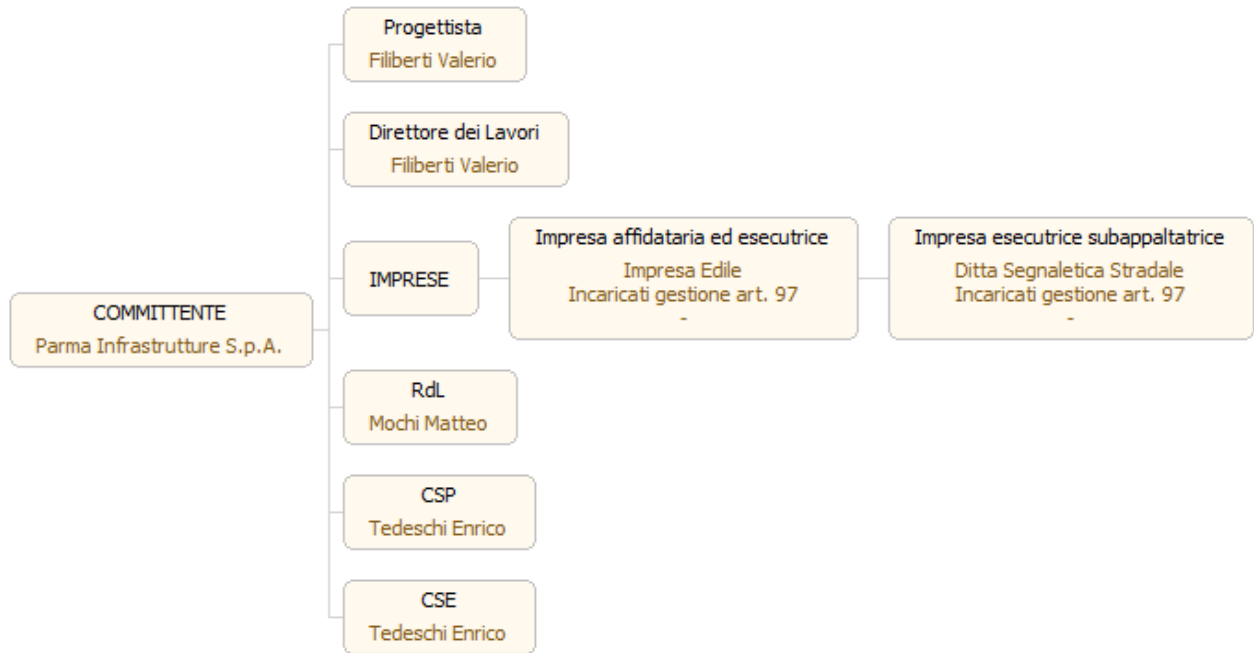 Progettista
Filiberti Valerio
Direttore dei Lavori
Filiberti Valerio
Impresa affidataria ed esecutrice
Impresa Edile
Incaricati gestione art. 97
-
Impresa esecutrice subappaltatrice
Ditta Segnaletica Stradale
Incaricati gestione art. 97
-
IMPRESE
COMMITTENTE
Parma Infrastrutture S.p.A.
RdL
Mochi Matteo
CSP
Tedeschi Enrico
CSE
Tedeschi Enrico